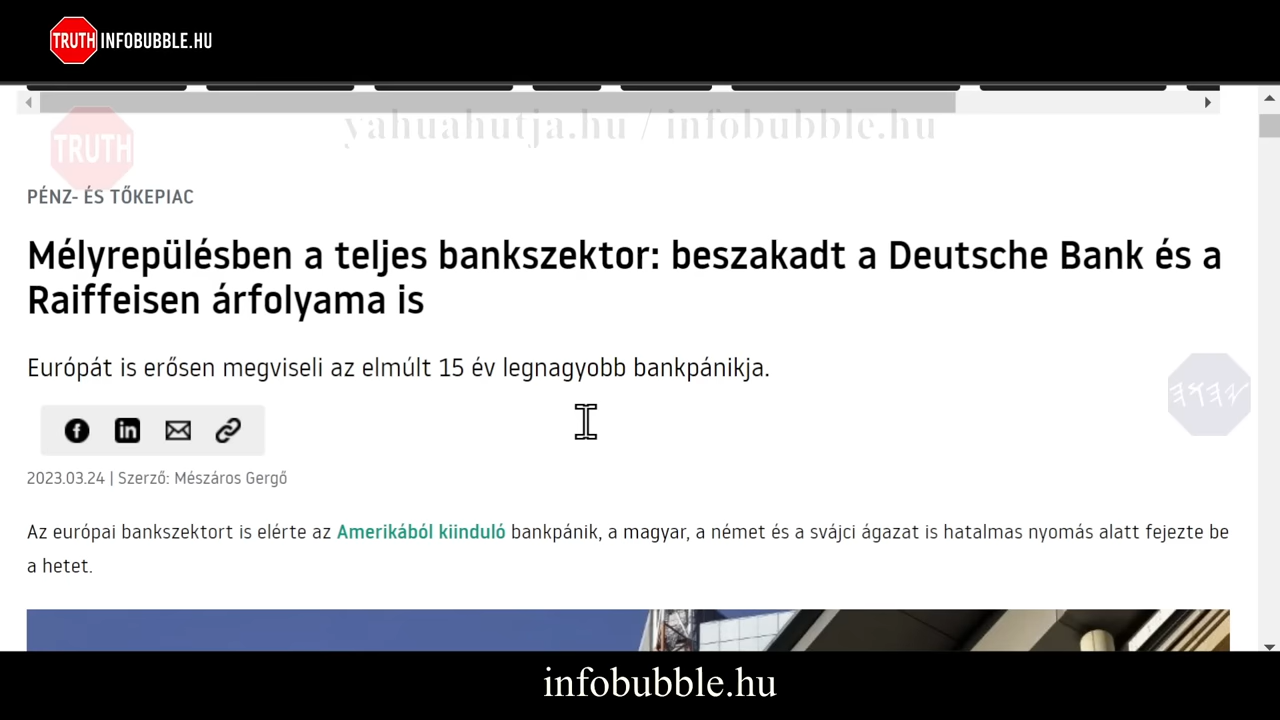 TRUTH INFOBUBBLE.HU
yahuahutja.hu / infobubble.hu
TRUTH
PÉNZ- ÉS TŐKEPIAC
Mélyrepülésben a teljes bankszektor: beszakadt a Deutsche Bank és a
Raiffeisen árfolyama is
Európát is erősen megviseli az elmúlt 15 év legnagyobb bankpánikja.
2023.03.24 | Szerző: Mészáros Gergő
Az európai bankszektort is elérte az Amerikából kiinduló bankpánik, a magyar, a német és a svájci ágazat is hatalmas nyomás alatt fejezte be
a hetet.
infobubble.hu